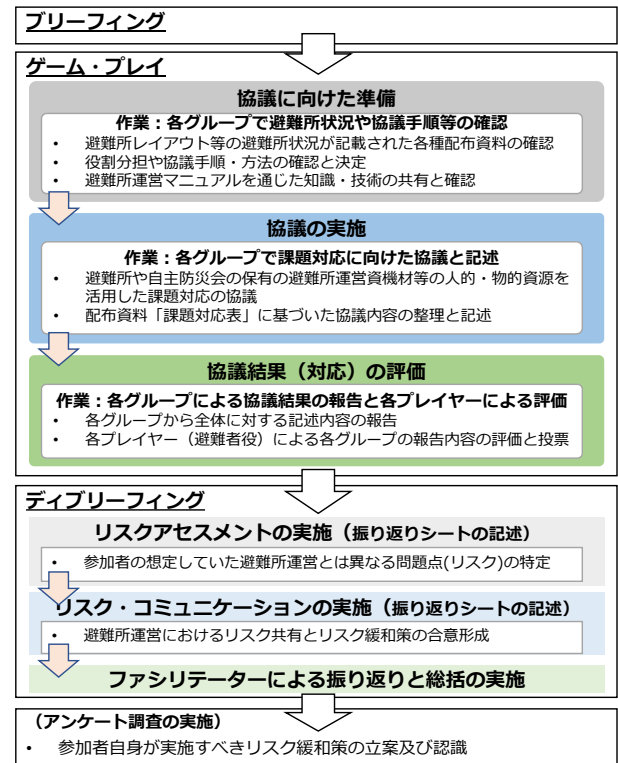 ブリーフィング
ゲーム・プレイ
協議に向けた準備
作業：各グループで避難所状況や協議手順等の確認
• 避難所レイアウト等の避難所状況が記載された各種配布資料の確認
• 役割分担や協議手順・方法の確認と決定
• 避難所運営マニュアルを通じた知識・技術の共有と確認
協議の実施
作業：各グループで課題対応に向けた協議と記述
• 避難所や自主防災会の保有の避難所運営資機材等の人的・物的資源を
活用した課題対応の協議
• 配布資料「課題対応表」に基づいた協議内容の整理と記述
協議結果（対応）の評価
作業：各グループによる協議結果の報告と各プレイヤーによる評価
• 各グループから全体に対する記述内容の報告
• 各プレイヤー（避難者役）による各グループの報告内容の評価と投票
ディブリーフィング
リスクアセスメントの実施（振り返りシートの記述）
• 参加者の想定していた避難所運営とは異なる問題点(リスク)の特定
リスク・コミュニケーションの実施（振り返りシートの記述）
• 避難所運営におけるリスク共有とリスク緩和策の合意形成
ファシリテーターによる振り返りと総括の実施
（アンケート調査の実施）
• 参加者自身が実施すべきリスク緩和策の立案及び認識